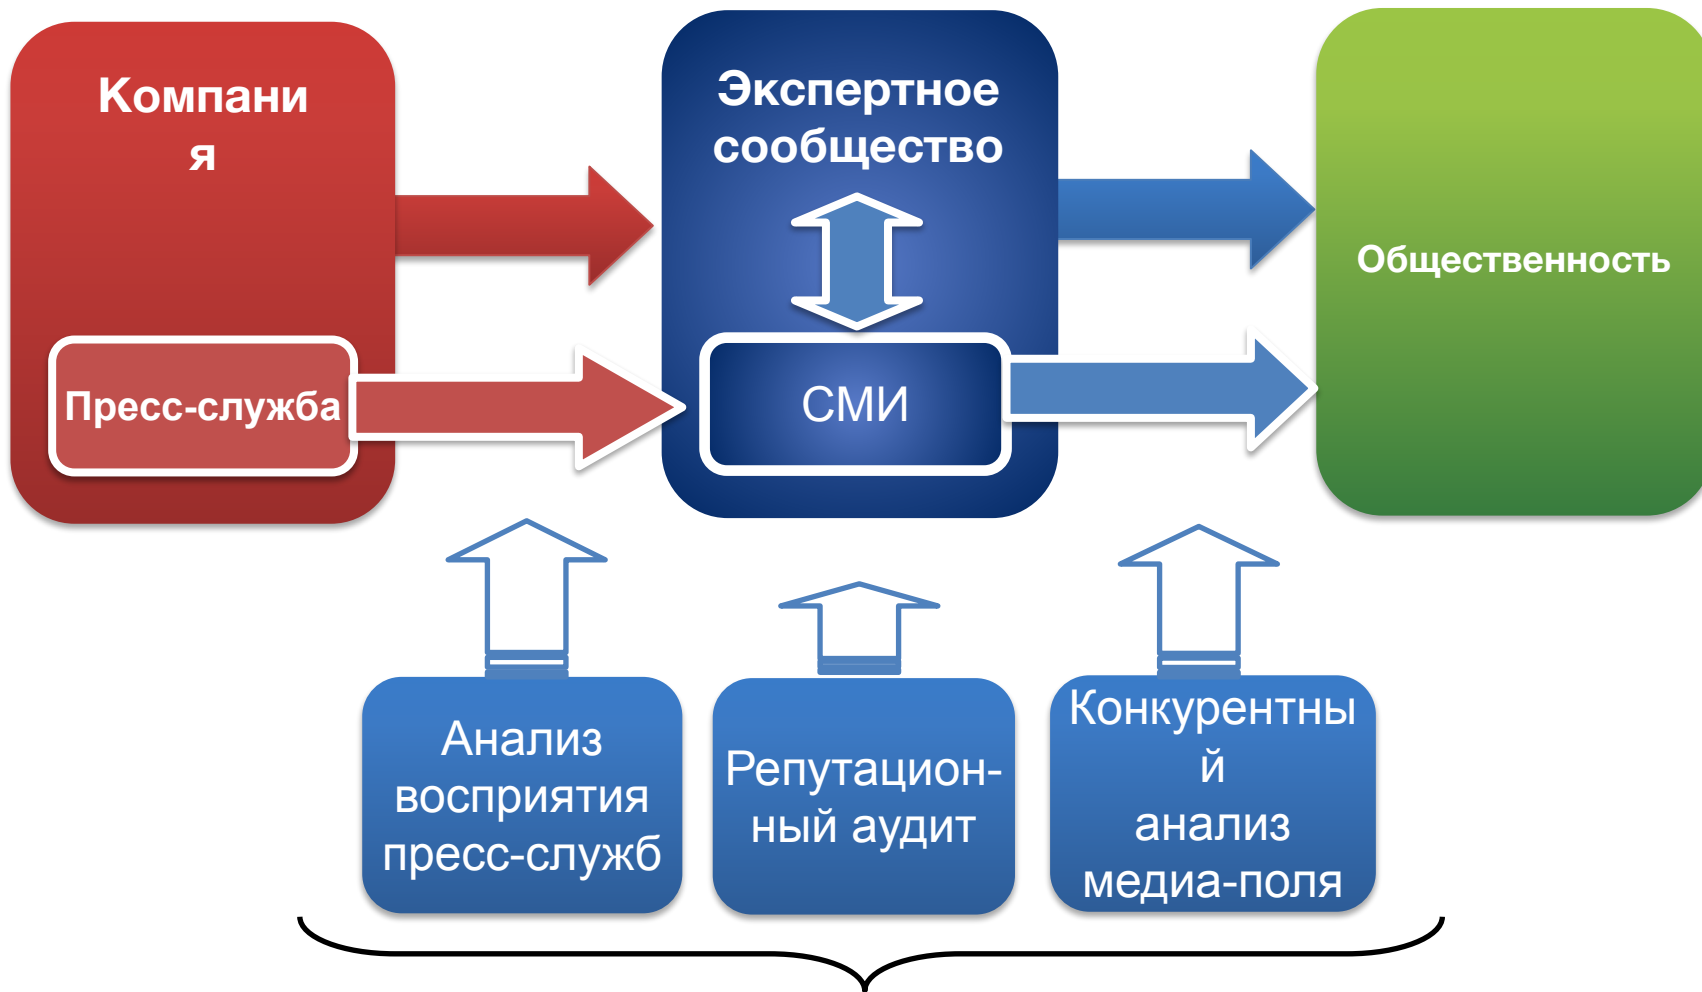 Компани
я
Экспертное
сообщество
Общественность
Пресс-служба
СМИ
Анализ
восприятия
пресс-служб
Репутацион-
ный аудит
Конкурентны
й
анализ
медиа-поля